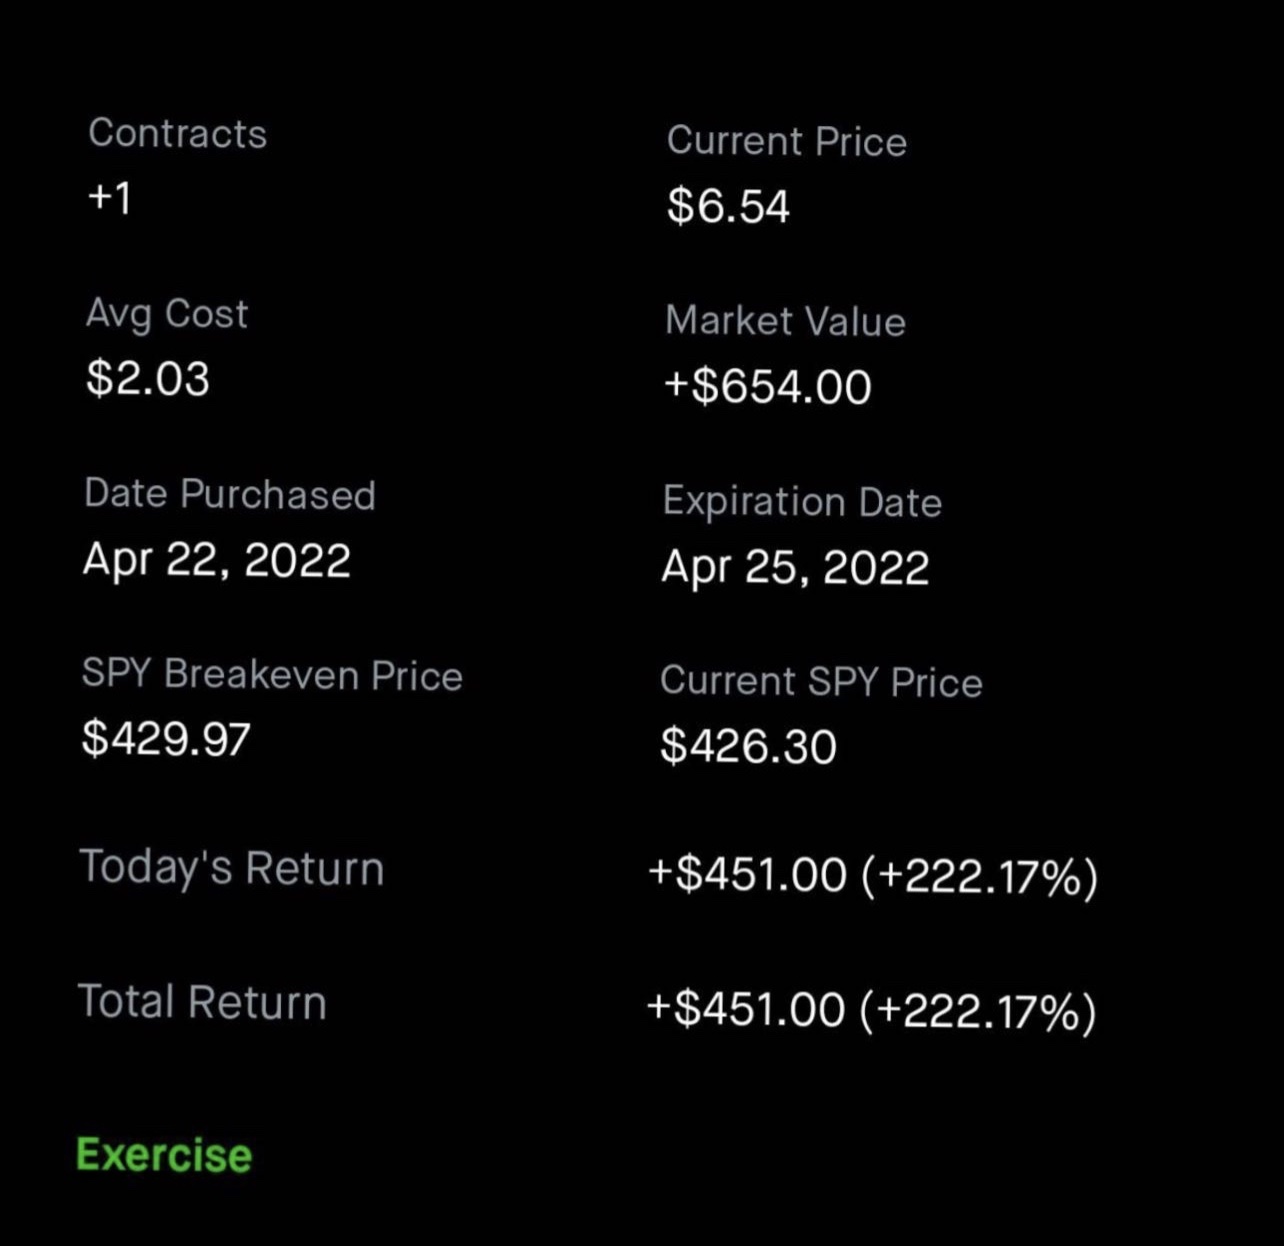 Contracts
+1
Current Price
$6.54
Avg Cost
$2.03
Market Value
+$654.00
Date Purchased
Apr 22, 2022
Expiration Date
Apr 25, 2022
SPY Breakeven Price
$429.97
Current SPY Price
$426.30
Today's Return
+$451.00 (+222.17%)
Total Return
+$451.00 (+222.17%)
Exercise